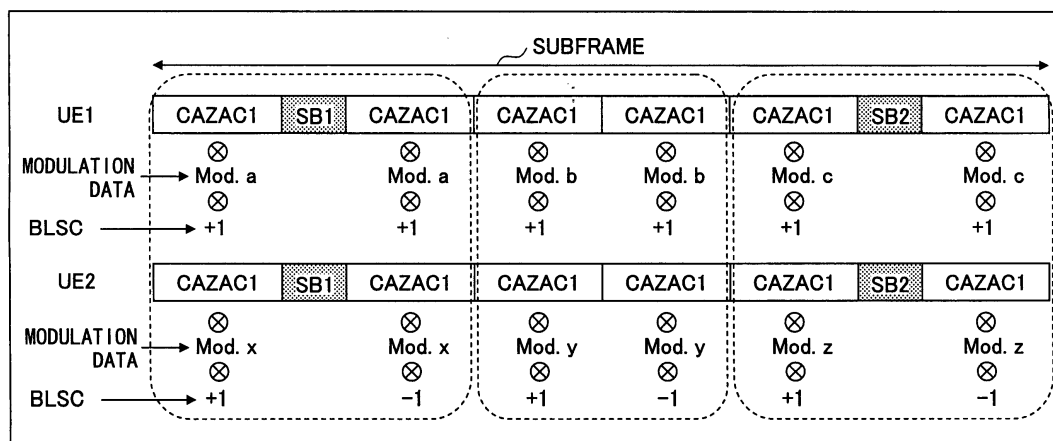 SUBFRAME
UE1 CAZAC1 SB1 CAZAC1 CAZAC1 CAZAC1 CAZAC1 SB2 CAZAC1
⊗ ⊗ ⊗ ⊗ ⊗ ⊗
MODULATION DATA Mod. a Mod. a Mod. b Mod. b Mod. c Mod. c
⊗ ⊗ ⊗ ⊗ ⊗ ⊗
BLSC +1 +1 +1 +1 +1 +1
UE2 CAZAC1 SB1 CAZAC1 CAZAC1 CAZAC1 CAZAC1 SB2 CAZAC1
⊗ ⊗ ⊗ ⊗ ⊗ ⊗
MODULATION DATA Mod. x Mod. x Mod. y Mod. y Mod. z Mod. z
⊗ ⊗ ⊗ ⊗ ⊗ ⊗
BLSC +1 −1 +1 −1 +1 −1